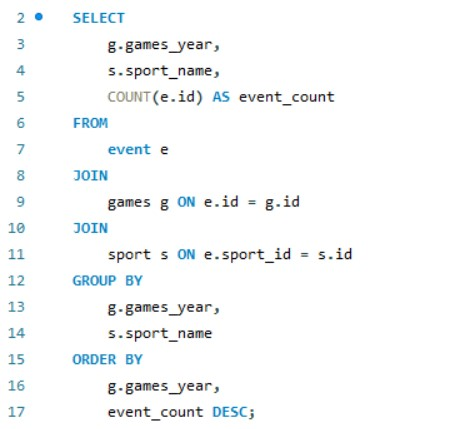 2 SELECT
3 g.games_year,
4 s.sport_name,
5 COUNT(e.id) AS event_count
6 FROM
7 event e
8 JOIN
9 games g ON e.id = g.id
10 JOIN
11 sport s ON e.sport_id = s.id
12 GROUP BY
13 g.games_year,
14 s.sport_name
15 ORDER BY
16 g.games_year,
17 event_count DESC;